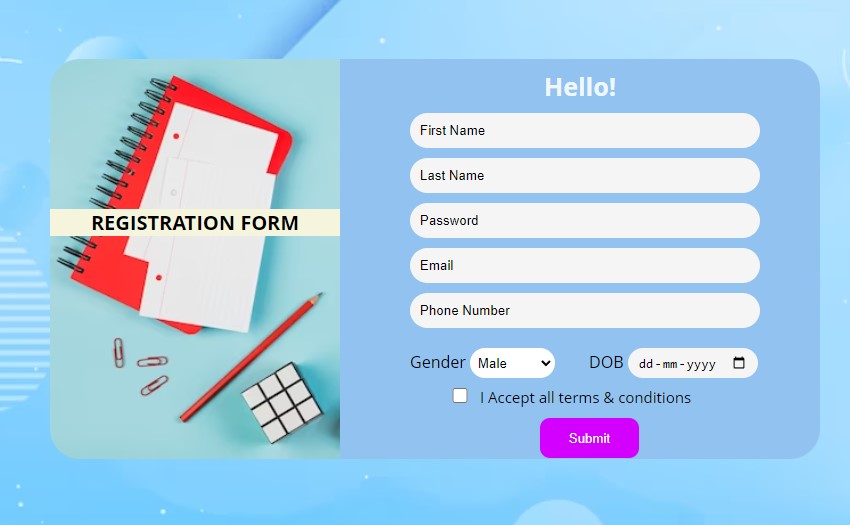 Hello!
First Name
Last Name
REGISTRATION FORM
Password
Email
Phone Number
Gender Male DOB dd-mm-yyyy
I Accept all terms & conditions
Submit